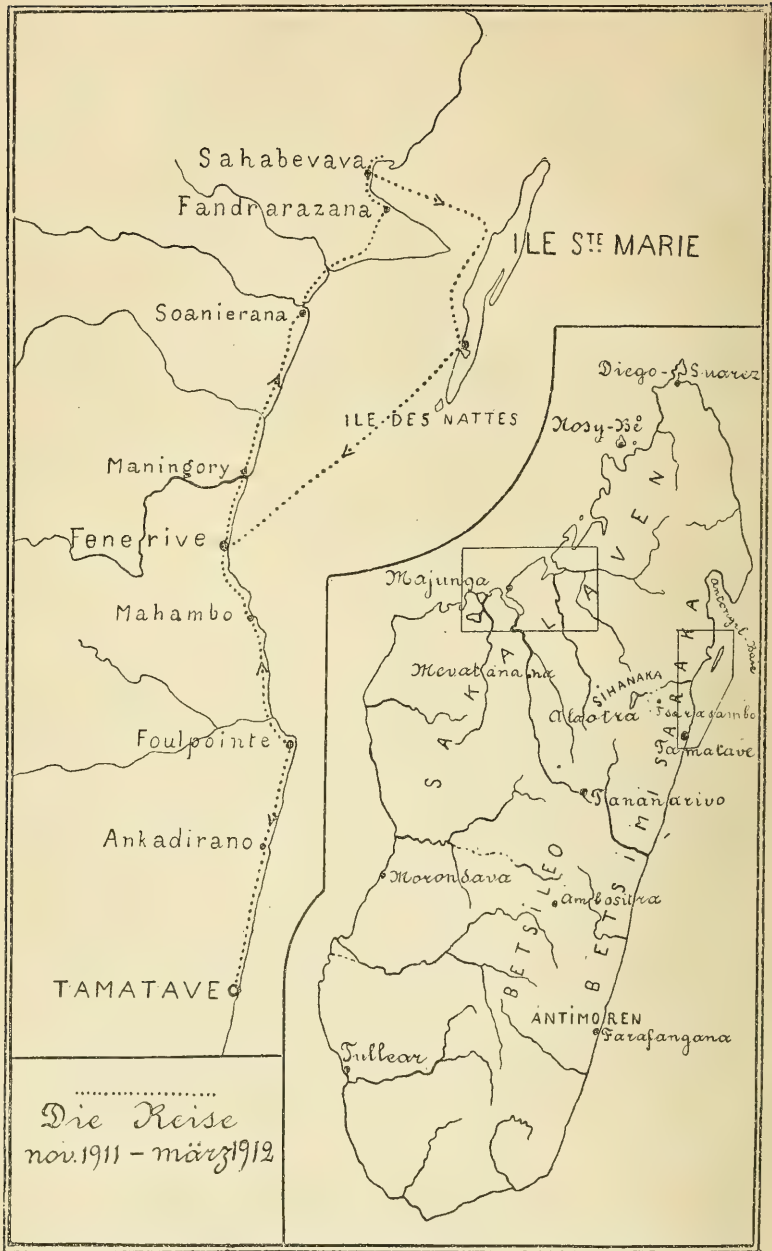 Sahabevava
Fandrarazana
ILE STE MARIE
Soanierana
ILE DES NATTES
Maningory
Fenerive
Mahambo
Foulpointe
Ankadirano
TAMATAVE
Die Reise
nov. 1911 – märz 1912
Diego-Suarez
Nosy-Bé
Majunga
SAKALAVEN
Antongil-Baie
Mevatanana
SIHANAKA
Alaotra
Tamatave
Tananarivo
BETSIMISARAKA
Morondava
BETSILEO
Ambositra
ANTIMOREN
Farafangana
Tullear